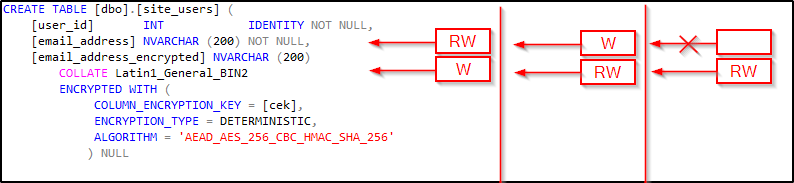 CREATE TABLE [dbo].[site_users] (
[user_id] INT IDENTITY NOT NULL,
[email_address] NVARCHAR (200) NOT NULL, RW W
[email_address_encrypted] NVARCHAR (200)
COLLATE Latin1_General_BIN2 W RW RW
ENCRYPTED WITH (
COLUMN_ENCRYPTION_KEY = [cek],
ENCRYPTION_TYPE = DETERMINISTIC,
ALGORITHM = 'AEAD_AES_256_CBC_HMAC_SHA_256'
) NULL